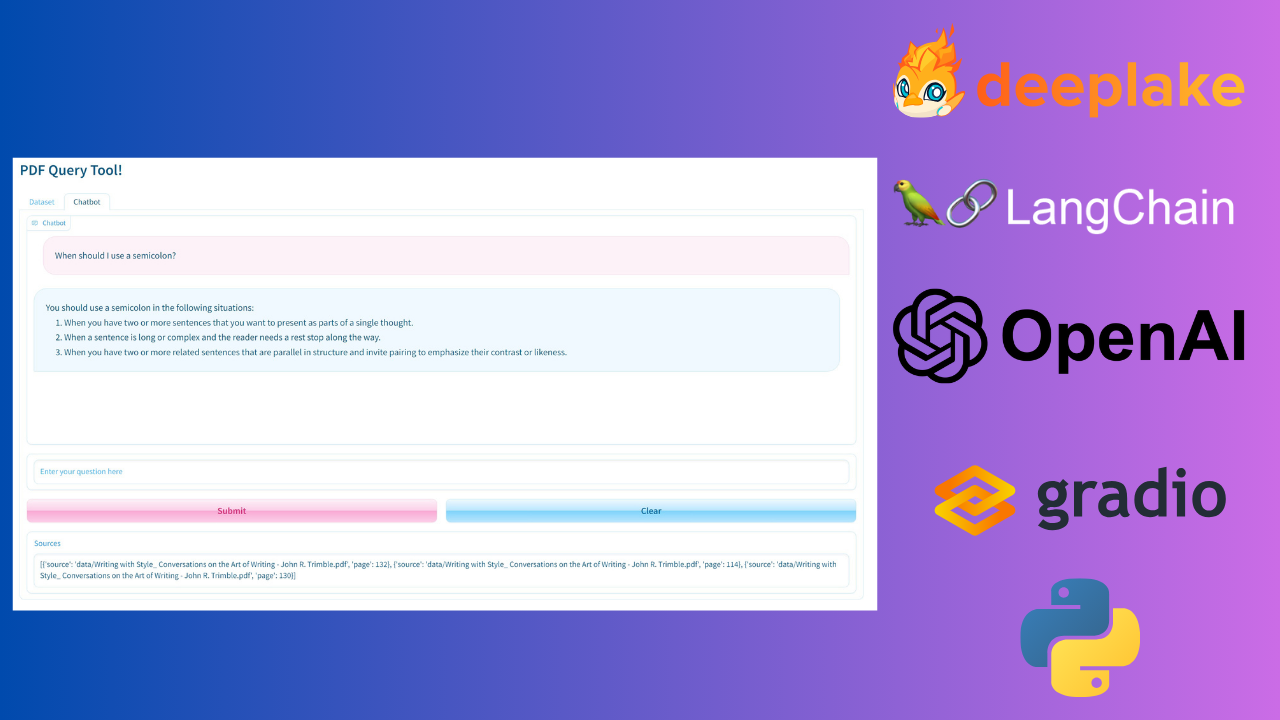 PDF Query Tool!
Dataset
Chatbot
Chatbot
When should I use a semicolon?
You should use a semicolon in the following situations:
1. When you have two or more sentences that you want to present as parts of a single thought.
2. When a sentence is long or complex and the reader needs a rest stop along the way.
3. When you have two or more related sentences that are parallel in structure and invite pairing to emphasize their contrast or likeness.
Enter your question here
Submit
Clear
Sources
[{'source': 'data/Writing with Style_ Conversations on the Art of Writing - John R. Trimble.pdf', 'page': 132}, {'source': 'data/Writing with Style_ Conversations on the Art of Writing - John R. Trimble.pdf', 'page': 114}, {'source': 'data/Writing with
Style_ Conversations on the Art of Writing - John R. Trimble.pdf', 'page': 130}]
deeplake
LangChain
OpenAI
gradio